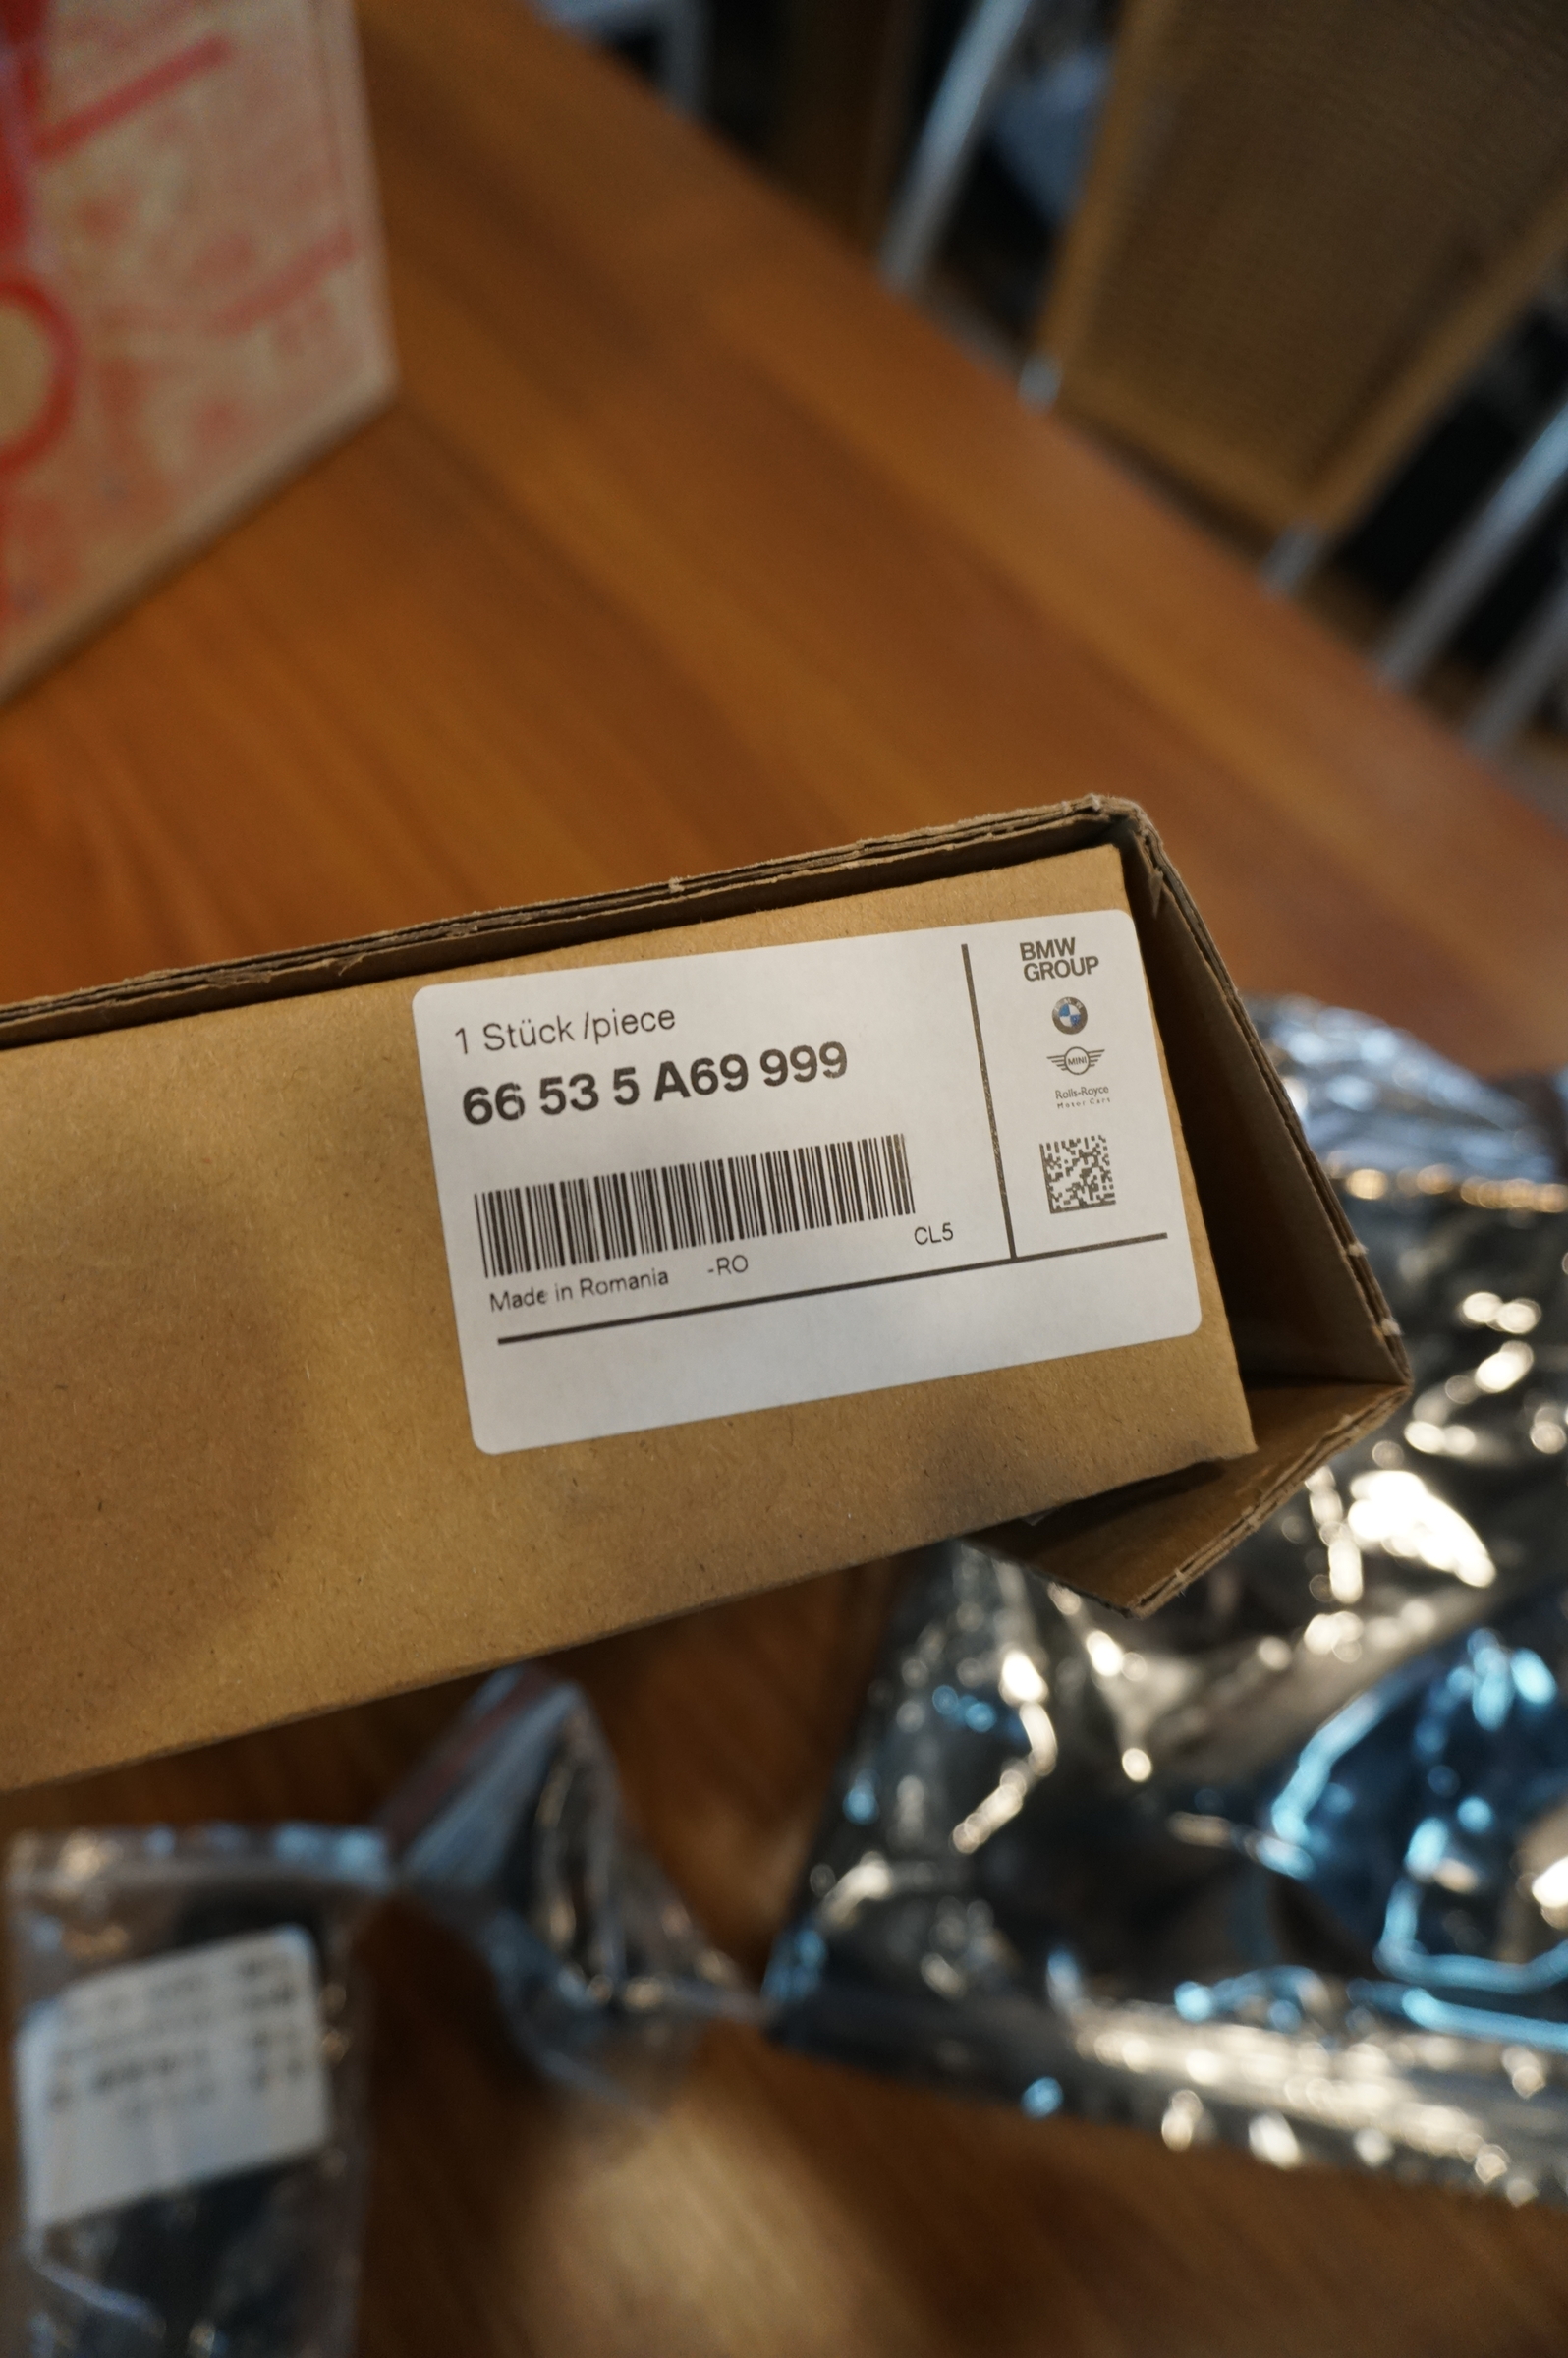 1 Stück /piece
66 53 5 A69 999
CL5
Made in Romania -RO
BMW
GROUP
MINI
Rolls-Royce
Motor Cars